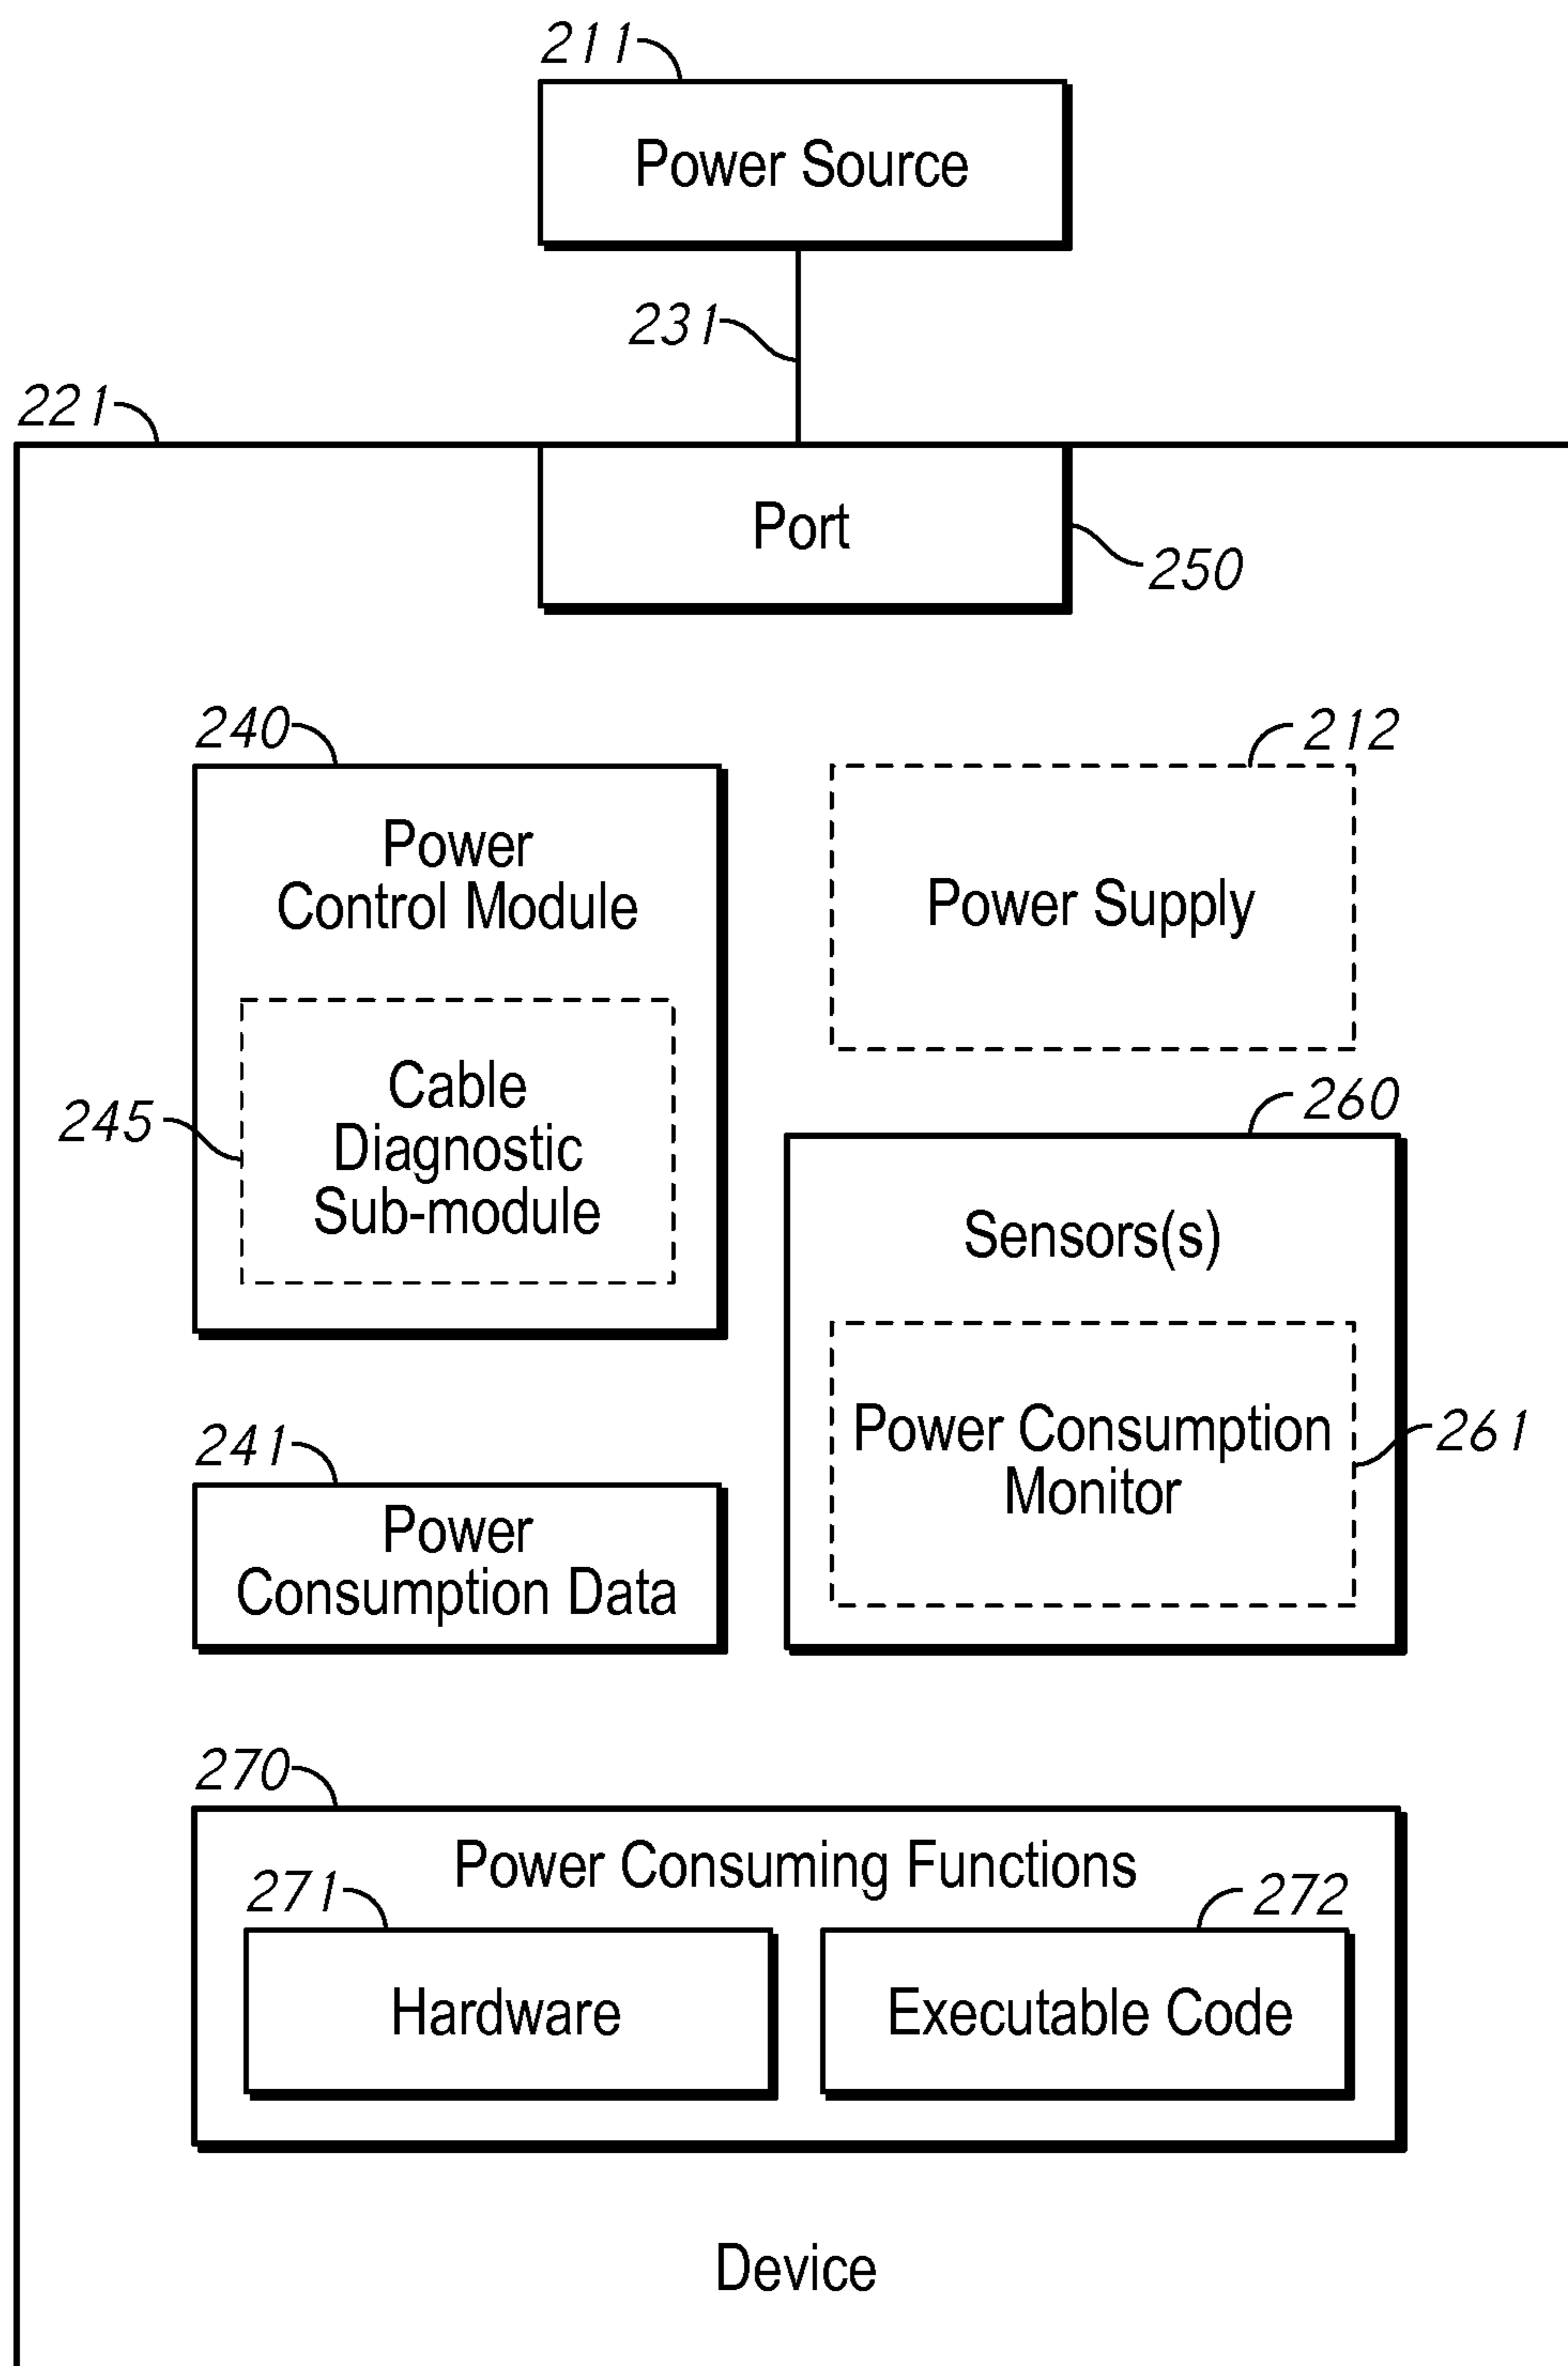 211
Power Source
231
221
Port
250
240
212
Power
Control Module
Power Supply
Cable
Diagnostic
Sub-module
245
260
Sensors(s)
Power Consumption
Monitor
261
241
Power
Consumption Data
270
Power Consuming Functions
271
272
Hardware
Executable Code
Device